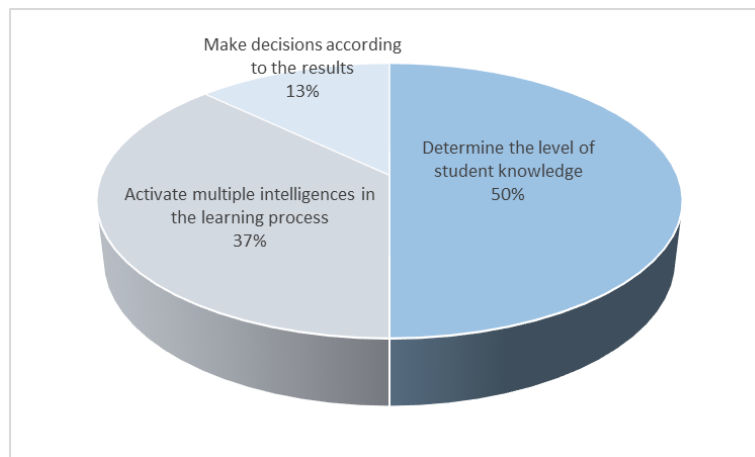 Make decisions according
to the results
13%
Determine the level of
student knowledge
50%
Activate multiple intelligences in
the learning process
37%